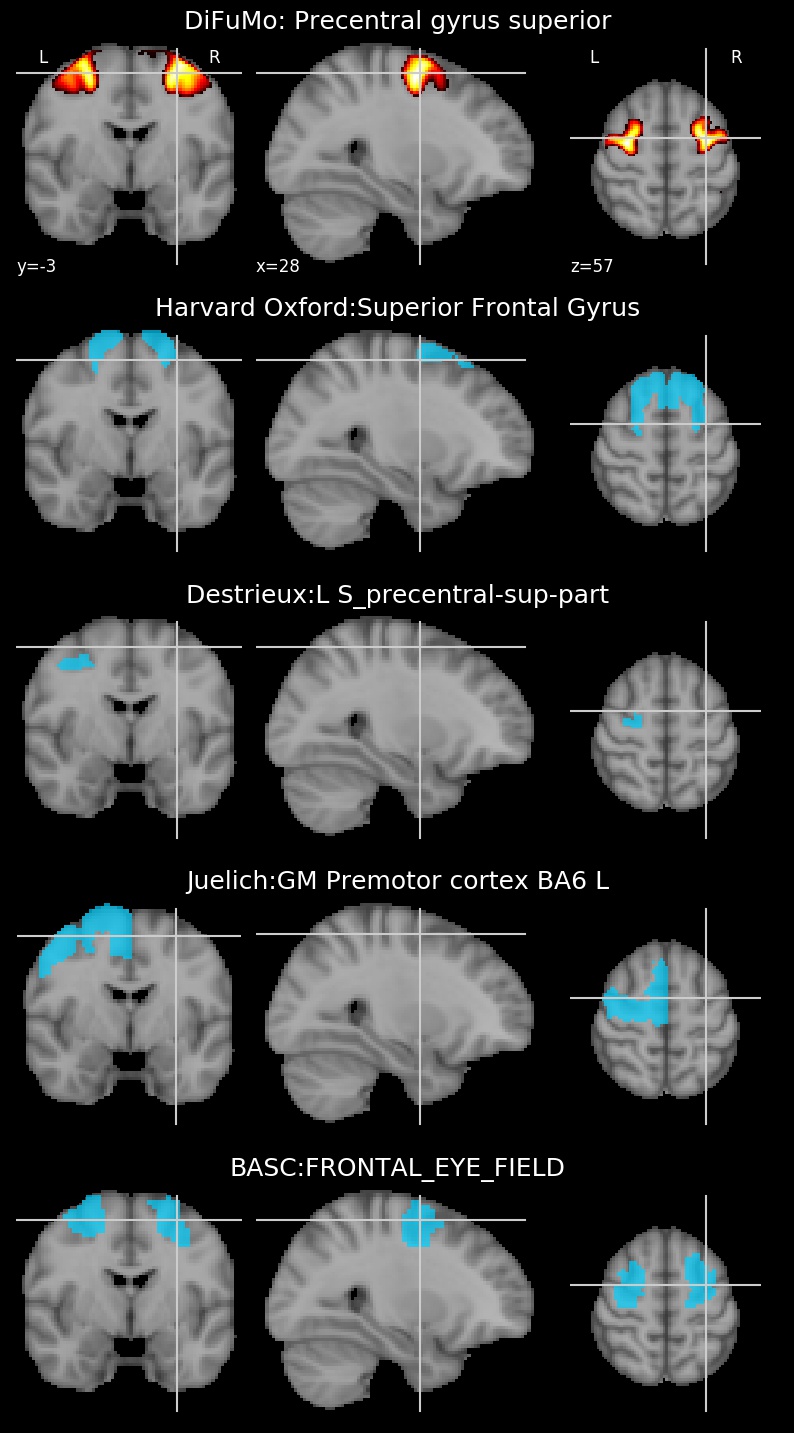 DiFuMo: Precentral gyrus superior
L R L R
y=-3 x=28 z=57
Harvard Oxford:Superior Frontal Gyrus
Destrieux:L S_precentral-sup-part
Juelich:GM Premotor cortex BA6 L
BASC:FRONTAL_EYE_FIELD